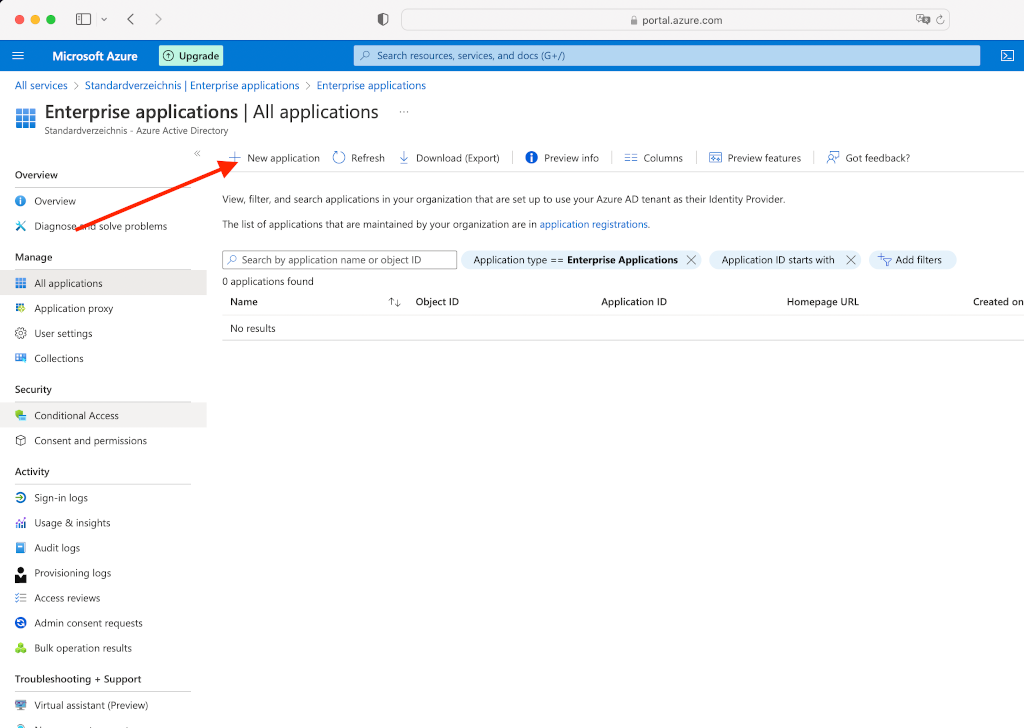 portal.azure.com
Microsoft Azure
Upgrade
Search resources, services, and docs (G+/)
All services > Standardverzeichnis | Enterprise applications > Enterprise applications
Enterprise applications | All applications ...
Standardverzeichnis - Azure Active Directory
«
New application
Refresh
Download (Export)
Preview info
Columns
Preview features
Got feedback?
Overview
Overview
Diagnose and solve problems
Manage
All applications
Application proxy
User settings
Collections
Security
Conditional Access
Consent and permissions
Activity
Sign-in logs
Usage & insights
Audit logs
Provisioning logs
Access reviews
Admin consent requests
Bulk operation results
Troubleshooting + Support
Virtual assistant (Preview)
View, filter, and search applications in your organization that are set up to use your Azure AD tenant as their Identity Provider.
The list of applications that are maintained by your organization are in application registrations.
Search by application name or object ID
Application type == Enterprise Applications
Application ID starts with
Add filters
0 applications found
Name Object ID Application ID Homepage URL Created on
No results